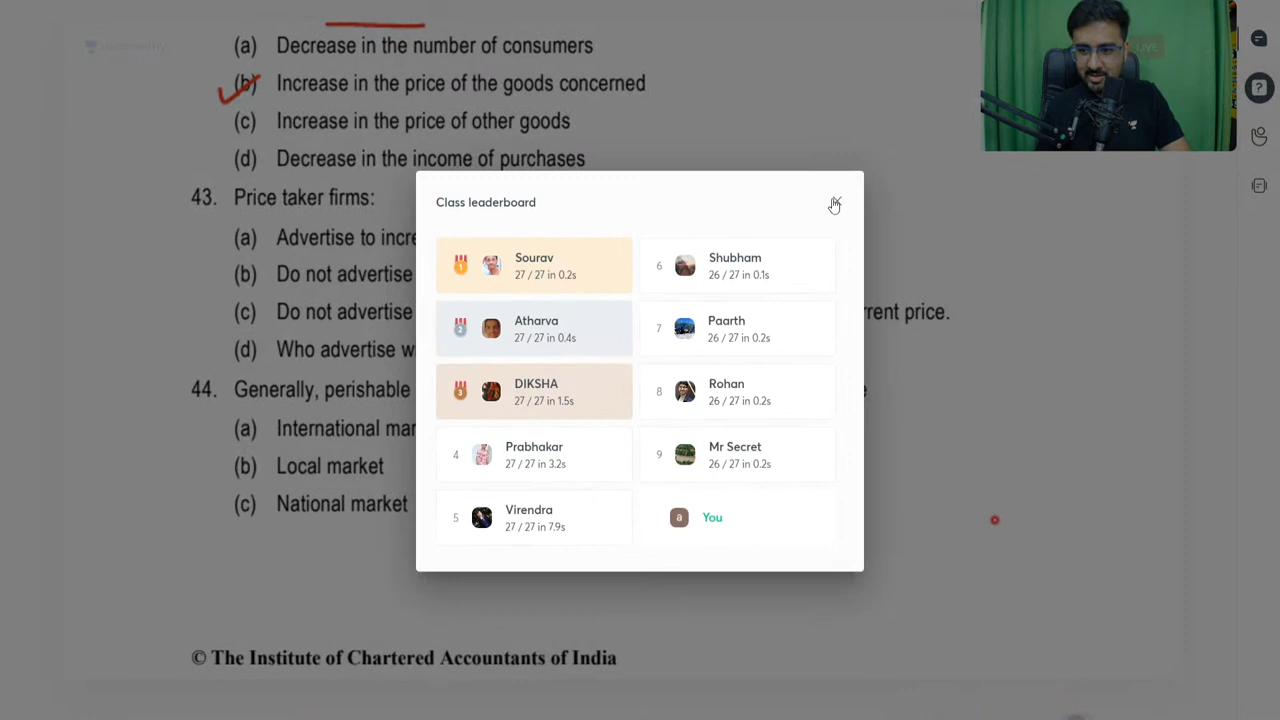 (a) Decrease in the number of consumers
LIVE
(b) Increase in the price of the goods concerned
(c) Increase in the price of other goods
(d) Decrease in the income of purchases
43. Price taker firms:
(a) Advertise to incre
(b) Do not advertise
(c) Do not advertise
rrent price.
(d) Who advertise w
44. Generally, perishable
(a) International mar
(b) Local market
(c) National market
Class leaderboard
1
Sourav
27 / 27 in 0.2s
2
Atharva
27 / 27 in 0.4s
3
DIKSHA
27 / 27 in 1.5s
4
Prabhakar
27 / 27 in 3.2s
5
Virendra
27 / 27 in 7.9s
6
Shubham
26 / 27 in 0.1s
7
Paarth
26 / 27 in 0.2s
8
Rohan
26 / 27 in 0.2s
9
Mr Secret
26 / 27 in 0.2s
a
You
© The Institute of Chartered Accountants of India